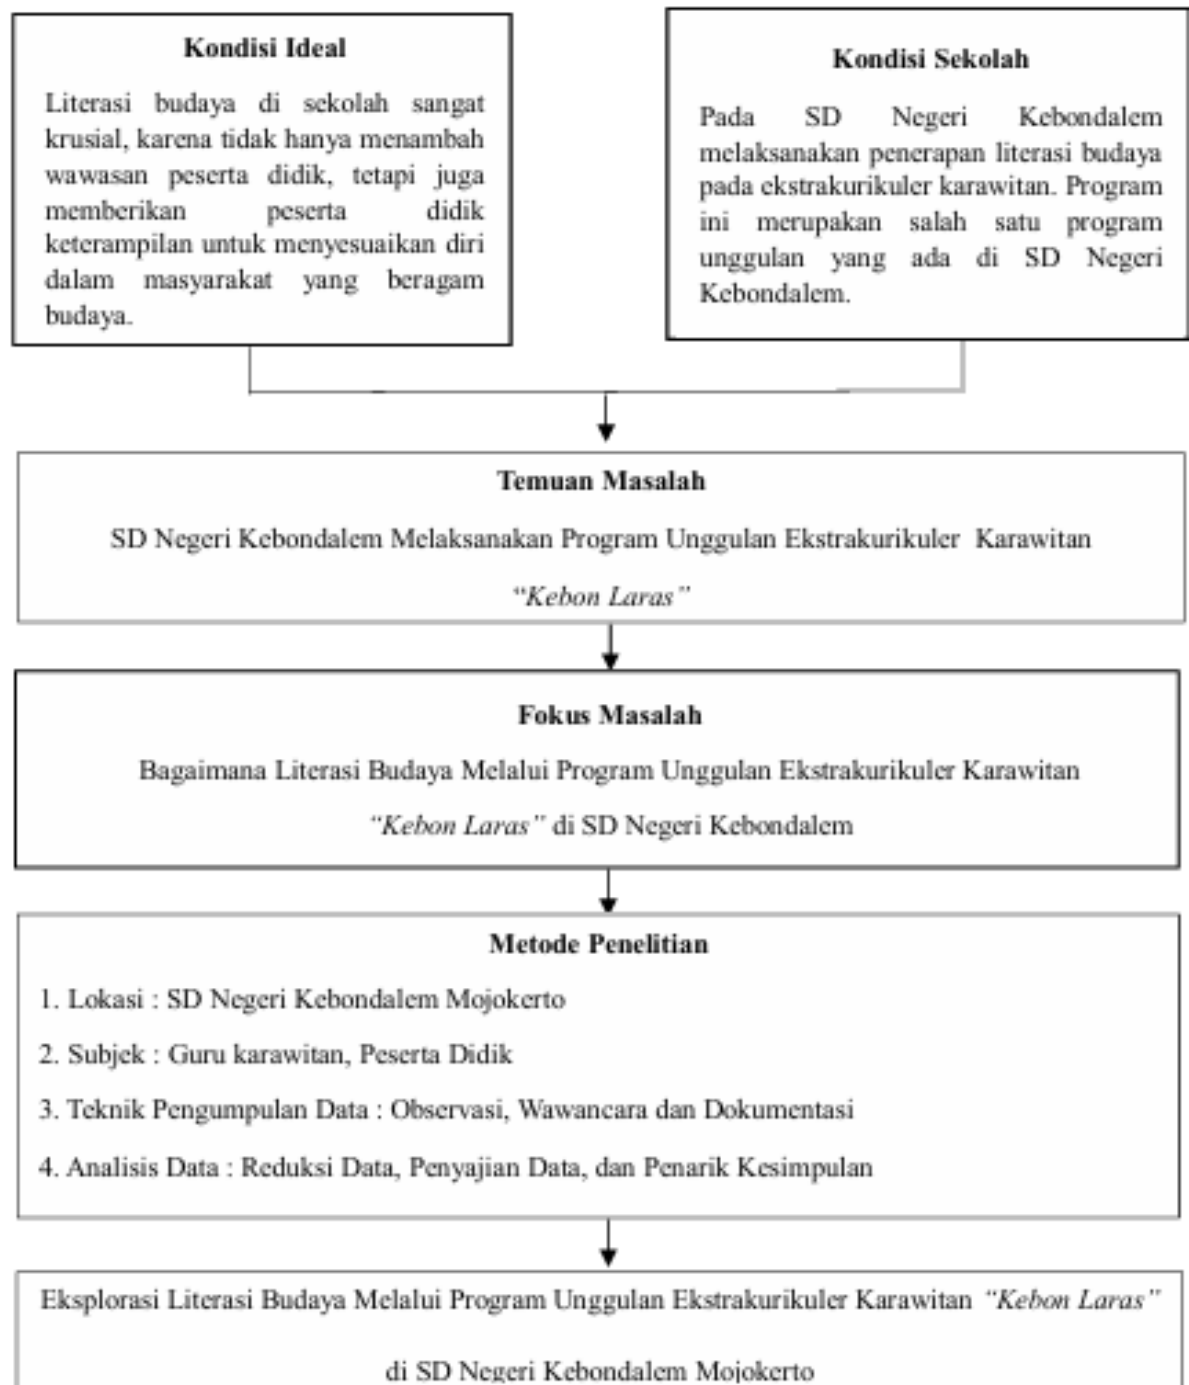 Kondisi Ideal
Literasi budaya di sekolah sangat
krusial, karena tidak hanya menambah
wawasan peserta didik, tetapi juga
memberikan peserta didik
keterampilan untuk menyesuaikan diri
dalam masyarakat yang beragam
budaya.
Kondisi Sekolah
Pada SD Negeri Kebondalem
melaksanakan penerapan literasi budaya
pada ekstrakurikuler karawitan. Program
ini merupakan salah satu program
unggulan yang ada di SD Negeri
Kebondalem.
Temuan Masalah
SD Negeri Kebondalem Melaksanakan Program Unggulan Ekstrakurikuler Karawitan
“Kebon Laras”
Fokus Masalah
Bagaimana Literasi Budaya Melalui Program Unggulan Ekstrakurikuler Karawitan
“Kebon Laras” di SD Negeri Kebondalem
Metode Penelitian
1. Lokasi : SD Negeri Kebondalem Mojokerto
2. Subjek : Guru karawitan, Peserta Didik
3. Teknik Pengumpulan Data : Observasi, Wawancara dan Dokumentasi
4. Analisis Data : Reduksi Data, Penyajian Data, dan Penarik Kesimpulan
Eksplorasi Literasi Budaya Melalui Program Unggulan Ekstrakurikuler Karawitan “Kebon Laras”
di SD Negeri Kebondalem Mojokerto